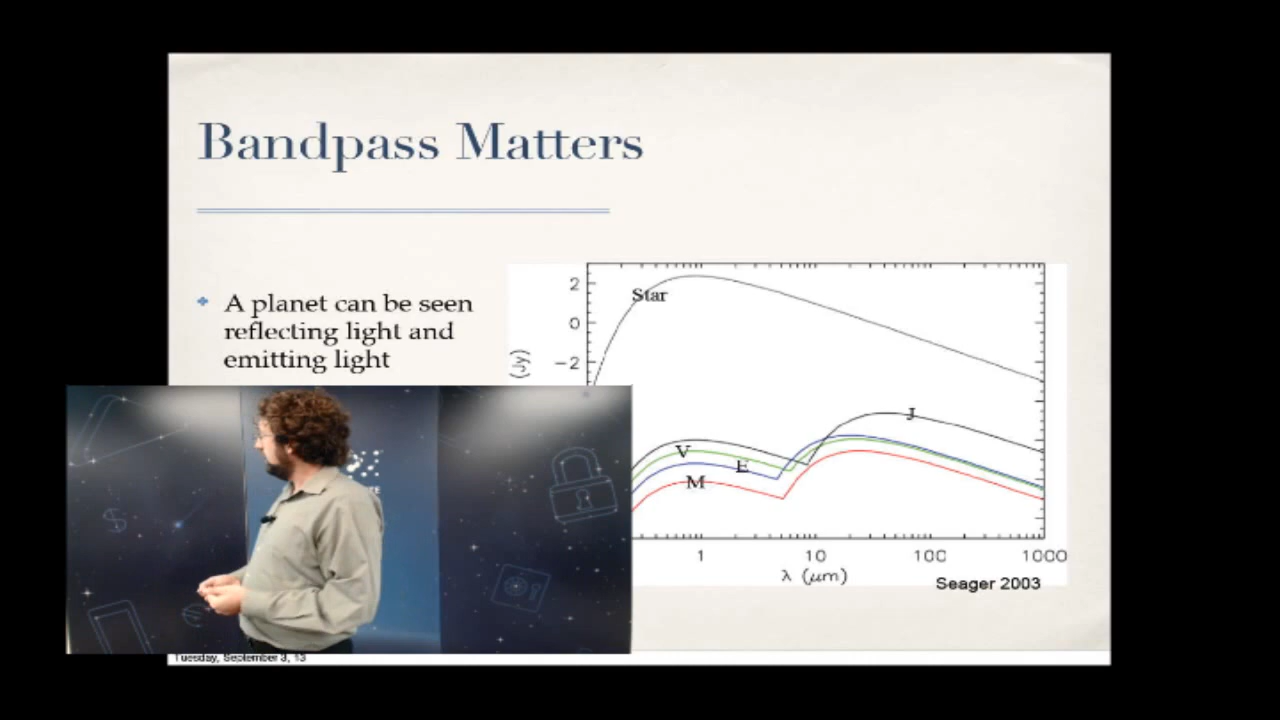 Bandpass Matters
A planet can be seen
reflecting light and
emitting light
Star
2
0
−2
(Jy)
J
V
E
M
1
10
100
1000
λ (μm)
Seager 2003
$
€
Tuesday, September 3, 13